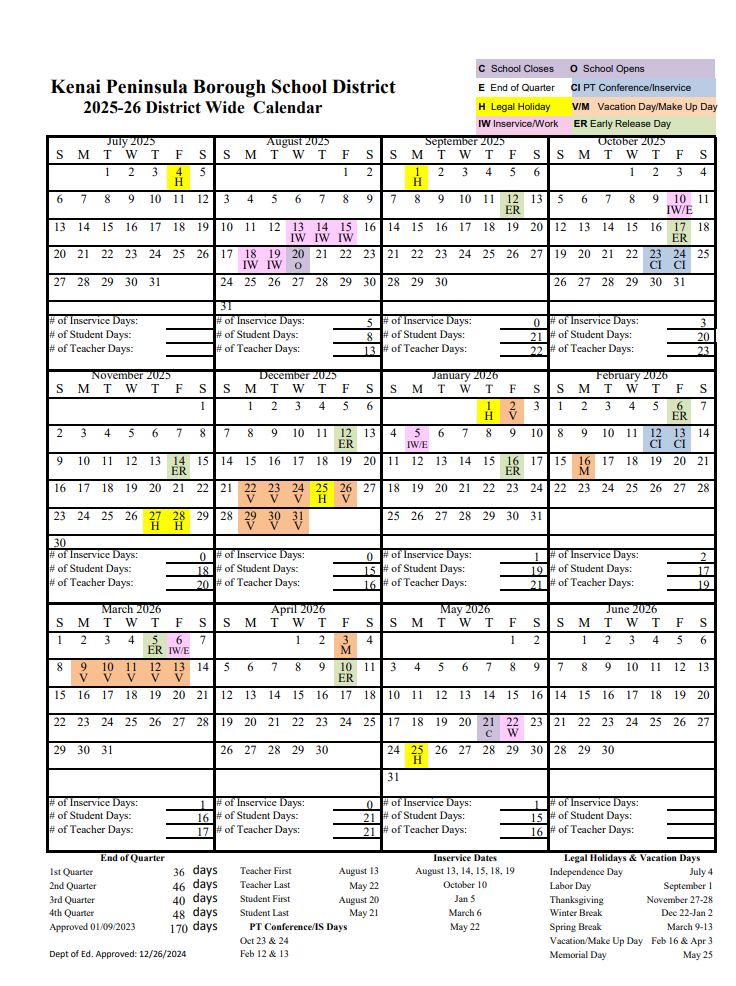 Kenai Peninsula Borough School District
2025-26 District Wide Calendar
C School Closes O School Opens
E End of Quarter CI PT Conference/Inservice
H Legal Holiday V/M Vacation Day/Make Up Day
IW Inservice/Work ER Early Release Day
July 2025
S M T W T F S
1 2 3 4 5
H
6 7 8 9 10 11 12
13 14 15 16 17 18 19
20 21 22 23 24 25 26
27 28 29 30 31
# of Inservice Days:
# of Student Days:
# of Teacher Days:
August 2025
S M T W T F S
1 2
3 4 5 6 7 8 9
10 11 12 13 14 15 16
IW IW IW
17 18 19 20 21 22 23
IW IW O
24 25 26 27 28 29 30
31
# of Inservice Days: 5
# of Student Days: 8
# of Teacher Days: 13
September 2025
S M T W T F S
1 2 3 4 5 6
H
7 8 9 10 11 12 13
ER
14 15 16 17 18 19 20
21 22 23 24 25 26 27
28 29 30
# of Inservice Days: 0
# of Student Days: 21
# of Teacher Days: 22
October 2025
S M T W T F S
1 2 3 4
5 6 7 8 9 10 11
IW/E
12 13 14 15 16 17 18
ER
19 20 21 22 23 24 25
CI CI
26 27 28 29 30 31
# of Inservice Days: 3
# of Student Days: 20
# of Teacher Days: 23
November 2025
S M T W T F S
1
2 3 4 5 6 7 8
9 10 11 12 13 14 15
ER
16 17 18 19 20 21 22
23 24 25 26 27 28 29
H H
30
# of Inservice Days: 0
# of Student Days: 18
# of Teacher Days: 20
December 2025
S M T W T F S
1 2 3 4 5 6
7 8 9 10 11 12 13
ER
14 15 16 17 18 19 20
21 22 23 24 25 26 27
V V V H V
28 29 30 31
V V V
# of Inservice Days: 0
# of Student Days: 15
# of Teacher Days: 16
January 2026
S M T W T F S
1 2 3
H V
4 5 6 7 8 9 10
IW/E
11 12 13 14 15 16 17
ER
18 19 20 21 22 23 24
25 26 27 28 29 30 31
# of Inservice Days: 1
# of Student Days: 19
# of Teacher Days: 21
February 2026
S M T W T F S
1 2 3 4 5 6 7
ER
8 9 10 11 12 13 14
CI CI
15 16 17 18 19 20 21
M
22 23 24 25 26 27 28
# of Inservice Days: 2
# of Student Days: 17
# of Teacher Days: 19
March 2026
S M T W T F S
1 2 3 4 5 6 7
ER IW/E
8 9 10 11 12 13 14
V V V V V
15 16 17 18 19 20 21
22 23 24 25 26 27 28
29 30 31
# of Inservice Days: 1
# of Student Days: 16
# of Teacher Days: 17
April 2026
S M T W T F S
1 2 3 4
M
5 6 7 8 9 10 11
ER
12 13 14 15 16 17 18
19 20 21 22 23 24 25
26 27 28 29 30
# of Inservice Days: 0
# of Student Days: 21
# of Teacher Days: 21
May 2026
S M T W T F S
1 2
3 4 5 6 7 8 9
10 11 12 13 14 15 16
17 18 19 20 21 22 23
C W
24 25 26 27 28 29 30
H
31
# of Inservice Days: 1
# of Student Days: 15
# of Teacher Days: 16
June 2026
S M T W T F S
1 2 3 4 5 6
7 8 9 10 11 12 13
14 15 16 17 18 19 20
21 22 23 24 25 26 27
28 29 30
# of Inservice Days:
# of Student Days:
# of Teacher Days:
End of Quarter
1st Quarter 36 days
2nd Quarter 46 days
3rd Quarter 40 days
4th Quarter 48 days
Approved 01/09/2023 170 days
Dept of Ed. Approved: 12/26/2024
Teacher First August 13
Teacher Last May 22
Student First August 20
Student Last May 21
PT Conference/IS Days
Oct 23 & 24
Feb 12 & 13
Inservice Dates
August 13, 14, 15, 18, 19
October 10
Jan 5
March 6
May 22
Legal Holidays & Vacation Days
Independence Day July 4
Labor Day September 1
Thanksgiving November 27-28
Winter Break Dec 22-Jan 2
Spring Break March 9-13
Vacation/Make Up Day Feb 16 & Apr 3
Memorial Day May 25